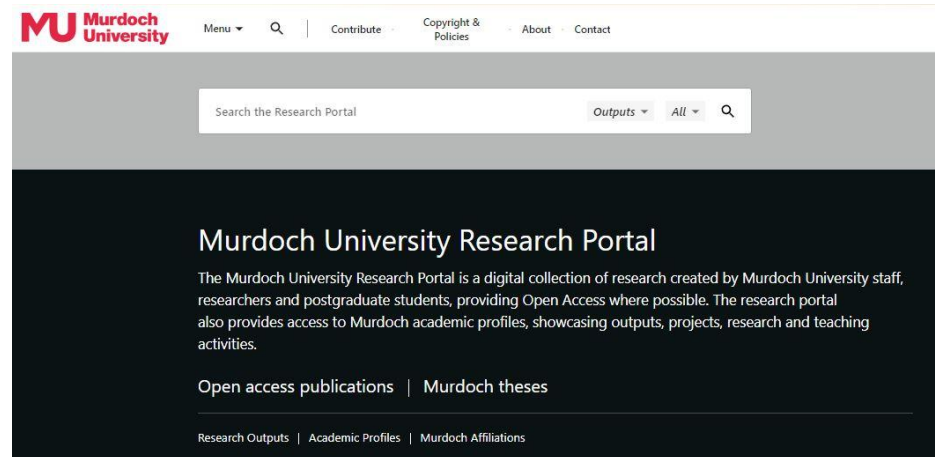 MU Murdoch University
Menu
Contribute
Copyright & Policies
About
Contact
Search the Research Portal
Outputs
All
Murdoch University Research Portal
The Murdoch University Research Portal is a digital collection of research created by Murdoch University staff,
researchers and postgraduate students, providing Open Access where possible. The research portal
also provides access to Murdoch academic profiles, showcasing outputs, projects, research and teaching
activities.
Open access publications | Murdoch theses
Research Outputs | Academic Profiles | Murdoch Affiliations